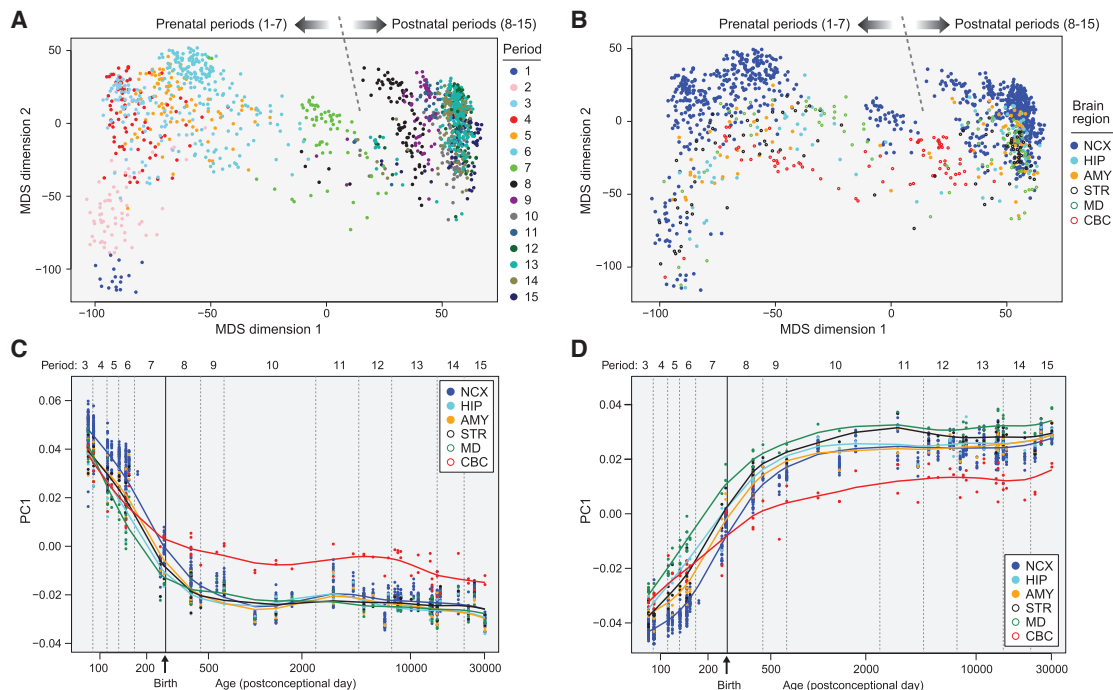 A
Prenatal periods (1-7)
Postnatal periods (8-15)
MDS dimension 2
50
0
−50
−100
−100
−50
0
50
MDS dimension 1
Period
1
2
3
4
5
6
7
8
9
10
11
12
13
14
15
B
Prenatal periods (1-7)
Postnatal periods (8-15)
MDS dimension 2
50
0
−50
−100
−100
−50
0
50
MDS dimension 1
Brain
region
NCX
HIP
AMY
STR
MD
CBC
C
Period: 3 4 5 6 7 8 9 10 11 12 13 14 15
PC1
0.06
0.04
0.02
0.00
−0.02
−0.04
NCX
HIP
AMY
STR
MD
CBC
100 200 500 2000 10000 30000
Birth
Age (postconceptional day)
D
Period: 3 4 5 6 7 8 9 10 11 12 13 14 15
PC1
0.04
0.02
0.00
−0.02
−0.04
NCX
HIP
AMY
STR
MD
CBC
100 200 500 2000 10000 30000
Birth
Age (postconceptional day)